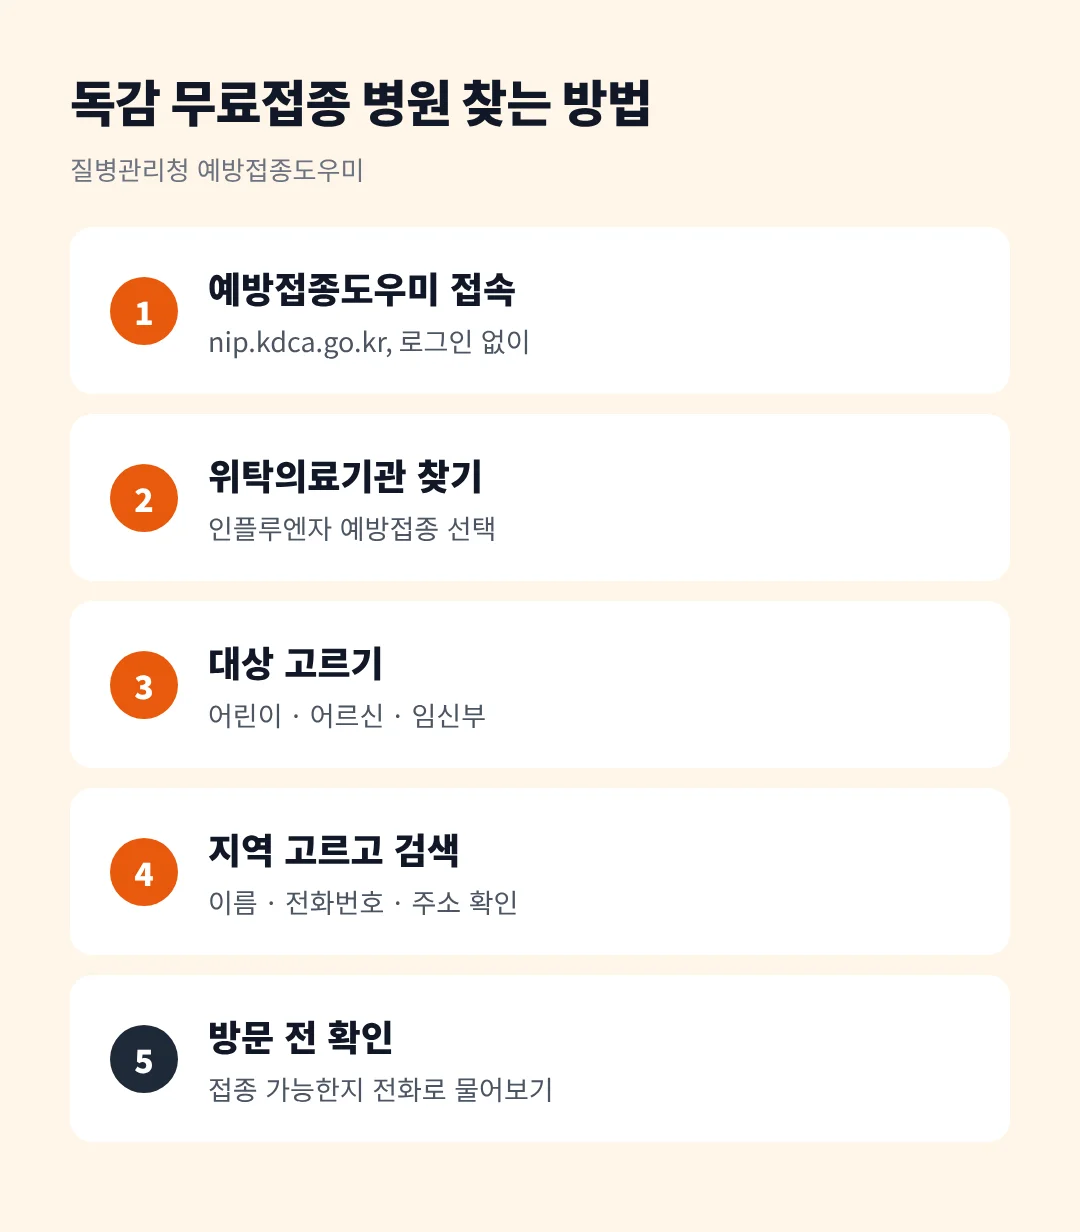 독감 무료접종 병원 찾는 방법
질병관리청 예방접종도우미
1
예방접종도우미 접속
nip.kdca.go.kr, 로그인 없이
2
위탁의료기관 찾기
인플루엔자 예방접종 선택
3
대상 고르기
어린이 · 어르신 · 임신부
4
지역 고르고 검색
이름 · 전화번호 · 주소 확인
5
방문 전 확인
접종 가능한지 전화로 물어보기